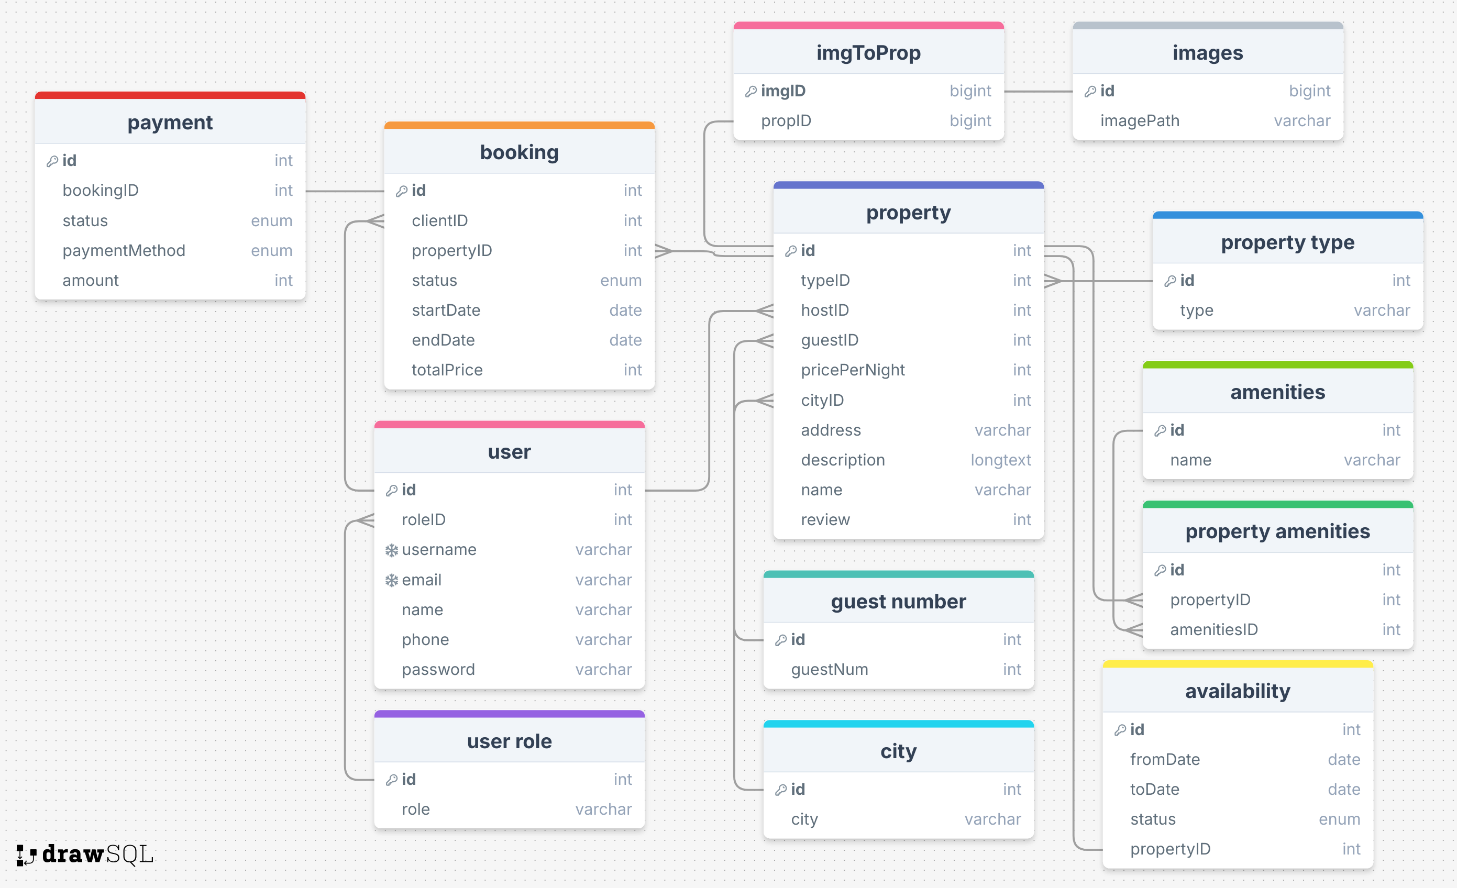 payment
id int
bookingID int
status enum
paymentMethod enum
amount int
booking
id int
clientID int
propertyID int
status enum
startDate date
endDate date
totalPrice int
user
id int
roleID int
username varchar
email varchar
name varchar
phone varchar
password varchar
user role
id int
role varchar
imgToProp
imgID bigint
propID bigint
images
id bigint
imagePath varchar
property
id int
typeID int
hostID int
guestID int
pricePerNight int
cityID int
address varchar
description longtext
name varchar
review int
guest number
id int
guestNum int
city
id int
city varchar
property type
id int
type varchar
amenities
id int
name varchar
property amenities
id int
propertyID int
amenitiesID int
availability
id int
fromDate date
toDate date
status enum
propertyID int
drawSQL